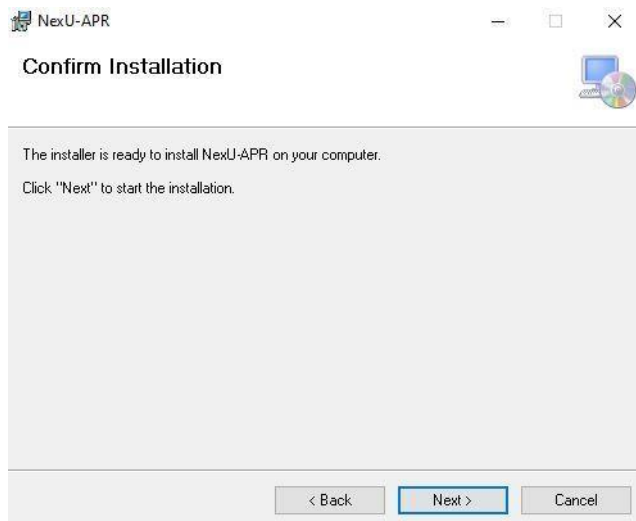 NexU-APR
Confirm Installation
The installer is ready to install NexU-APR on your computer.
Click "Next" to start the installation.
< Back
Next >
Cancel